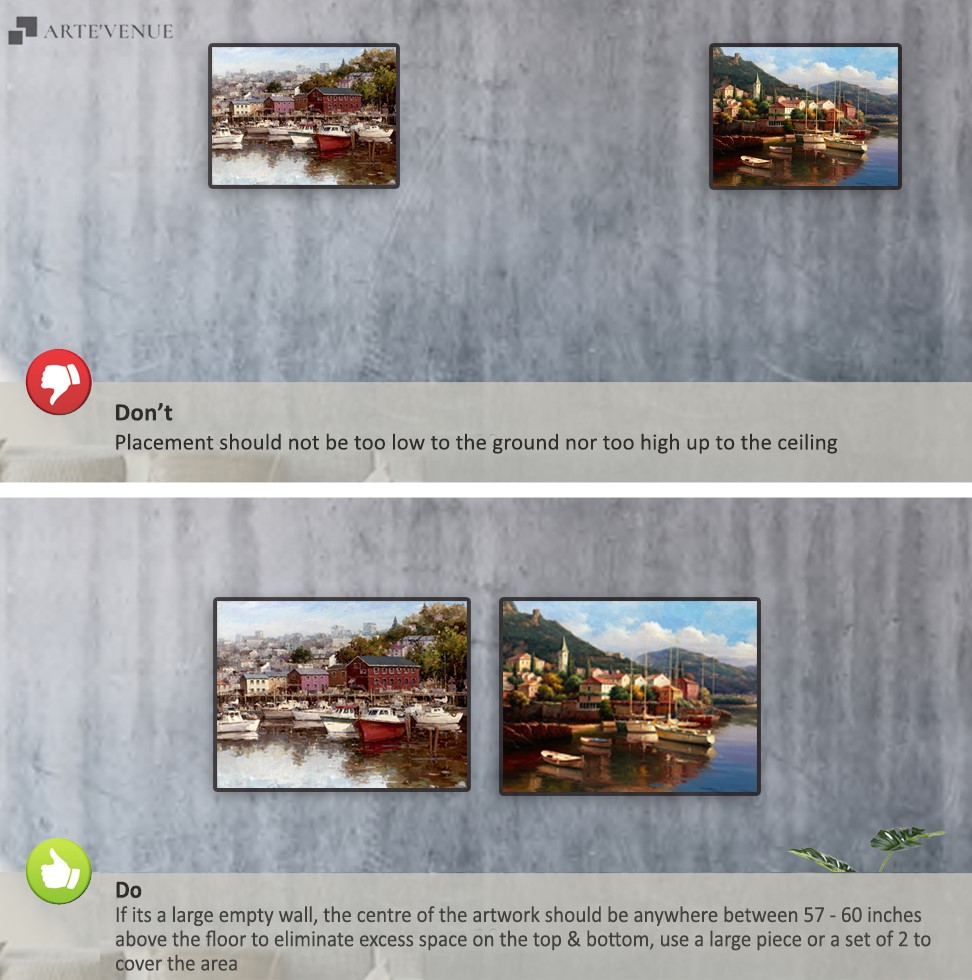 ARTE'VENUE
Don’t
Placement should not be too low to the ground nor too high up to the ceiling
Do
If its a large empty wall, the centre of the artwork should be anywhere between 57 - 60 inches
above the floor to eliminate excess space on the top & bottom, use a large piece or a set of 2 to
cover the area